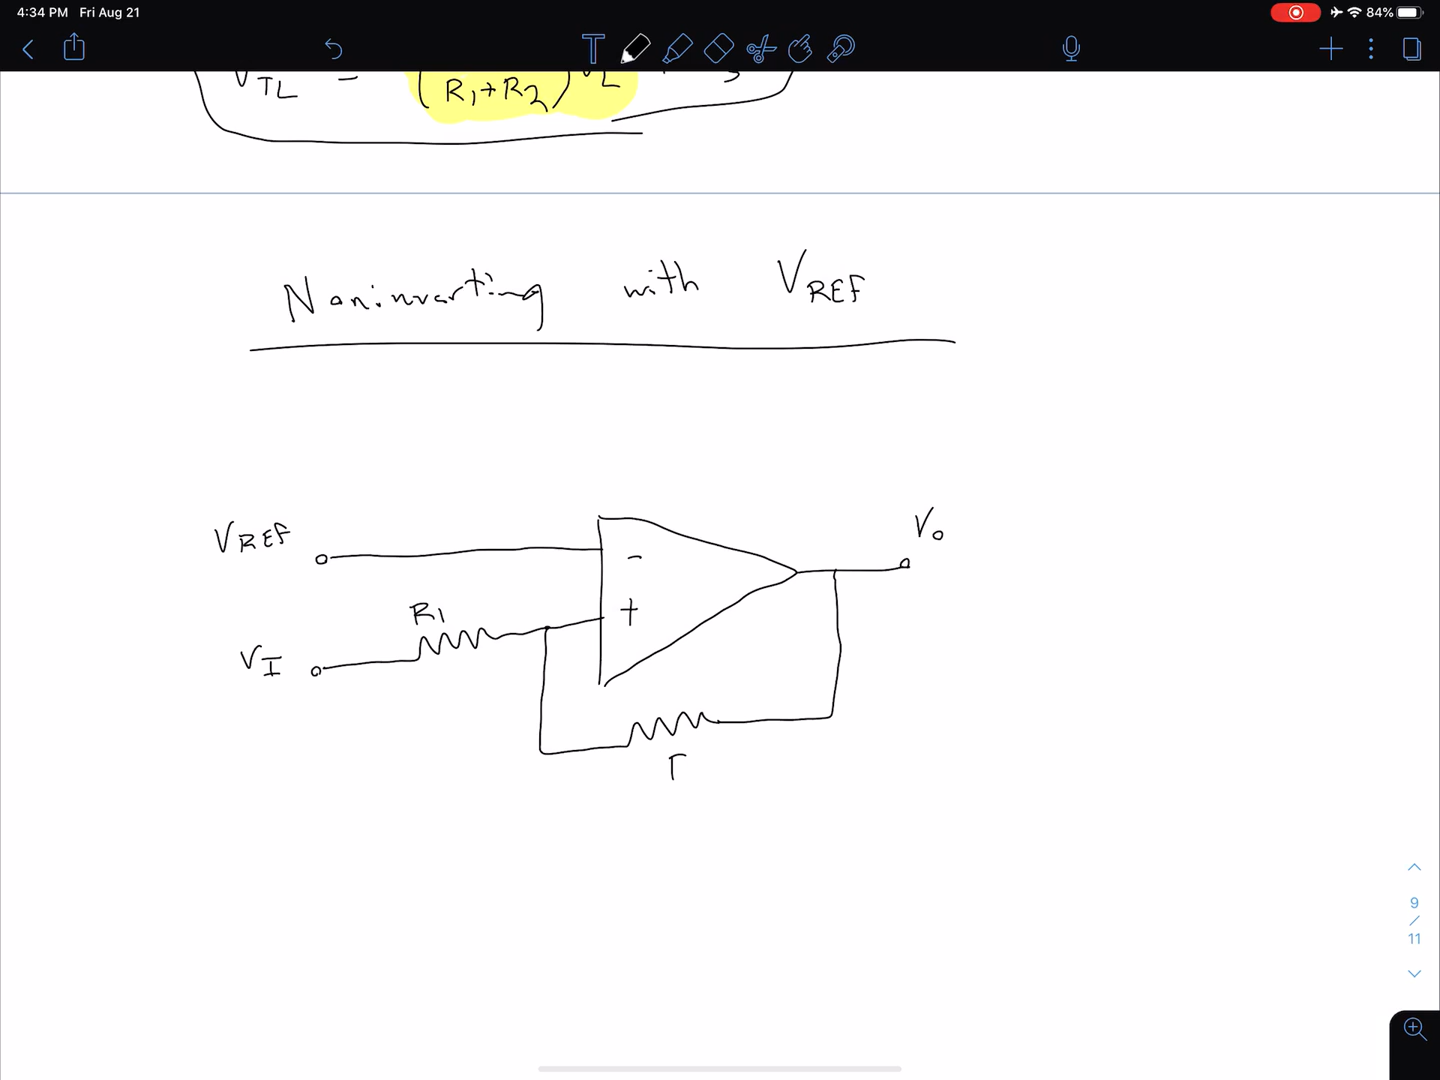 4:34 PM Fri Aug 21
84%
T
V_TL = (R1+R2) V_L
Noninverting with V_REF
V_REF
-
V_o
R1
+
V_I
9
/
11